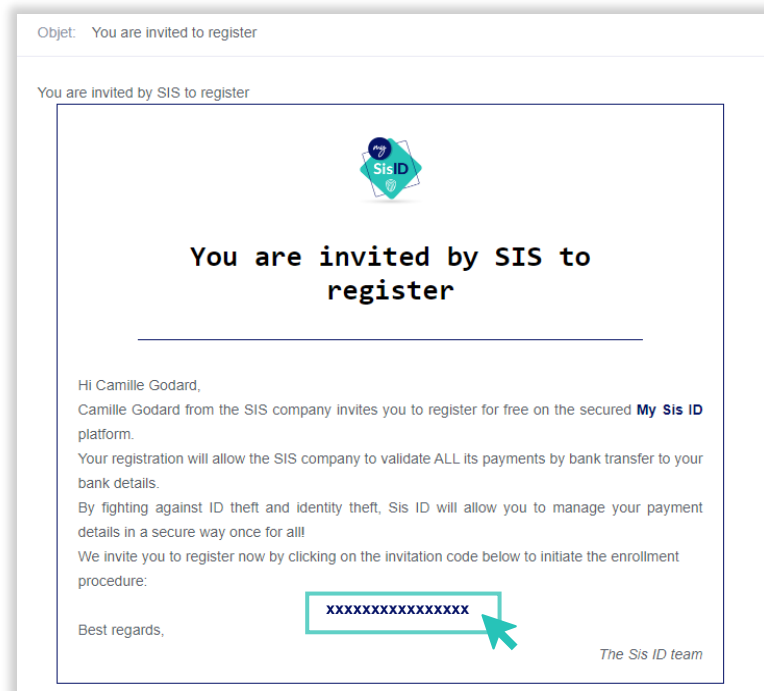 Objet: You are invited to register
You are invited by SIS to register
my
SisID
You are invited by SIS to
register
Hi Camille Godard,
Camille Godard from the SIS company invites you to register for free on the secured My Sis ID
platform.
Your registration will allow the SIS company to validate ALL its payments by bank transfer to your
bank details.
By fighting against ID theft and identity theft, Sis ID will allow you to manage your payment
details in a secure way once for all!
We invite you to register now by clicking on the invitation code below to initiate the enrollment
procedure:
xxxxxxxxxxxxxxxx
Best regards,
The Sis ID team